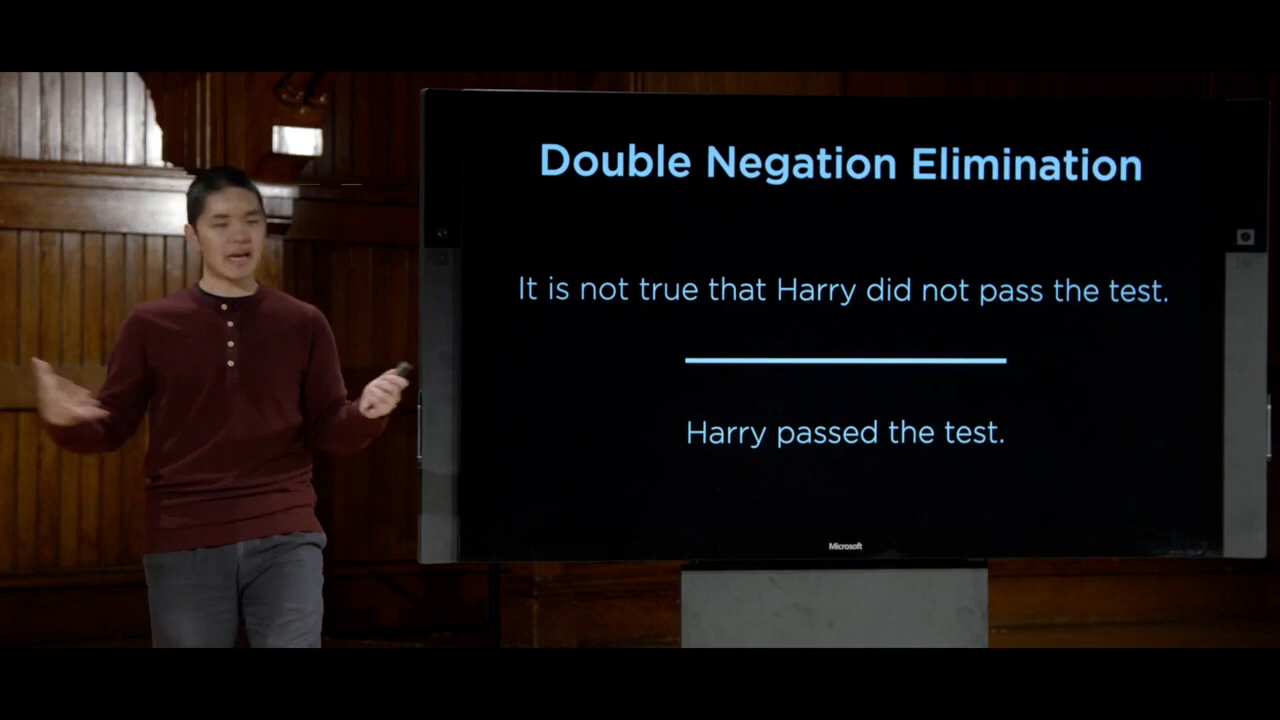 Double Negation Elimination
It is not true that Harry did not pass the test.
Harry passed the test.
Microsoft